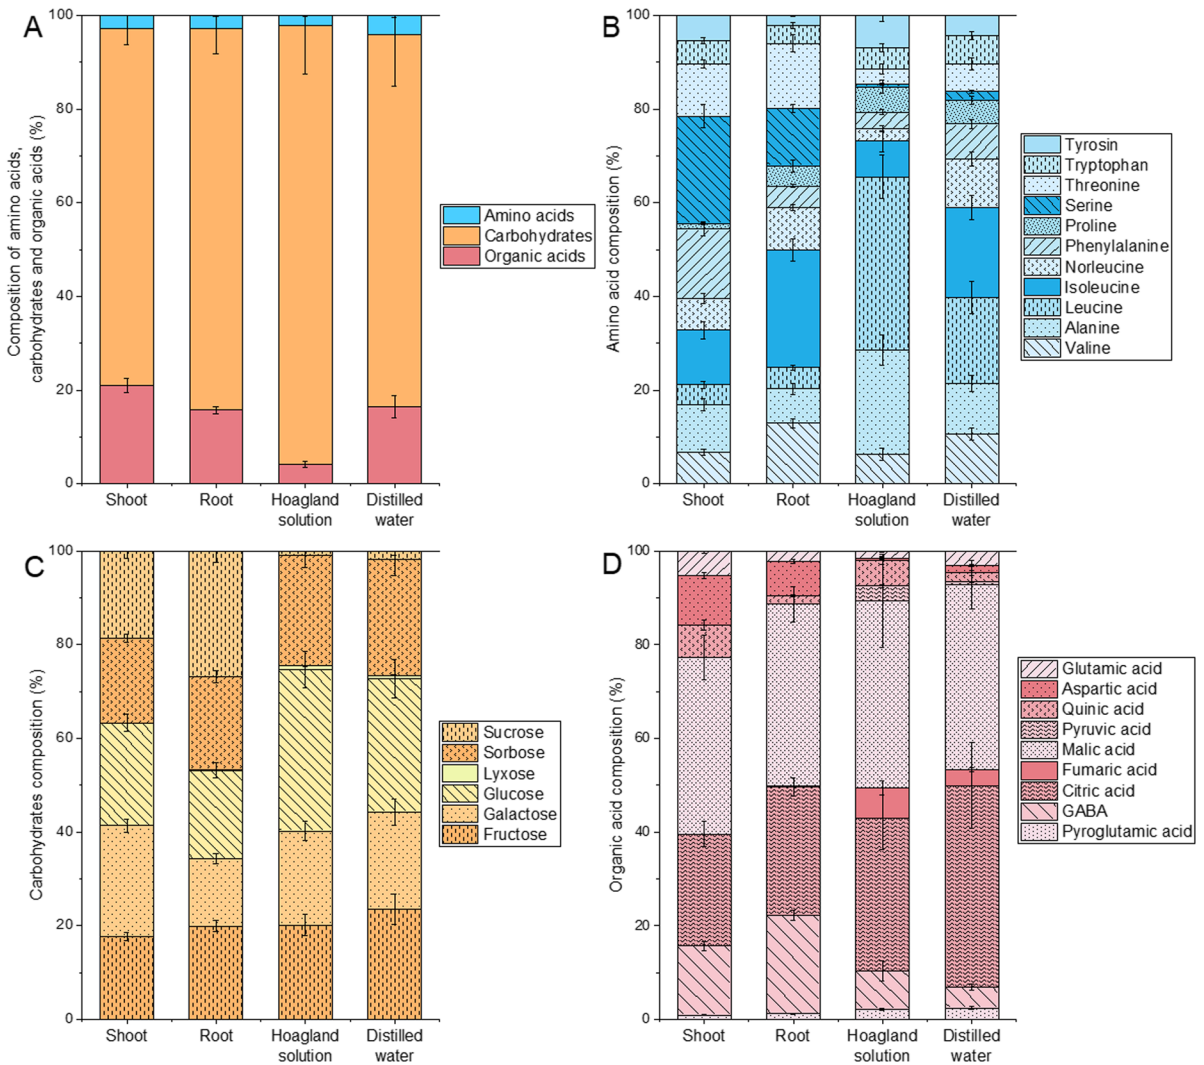 A
Composition of amino acids,
carbohydrates and organic acids (%)
100
80
60
40
20
0
Shoot
Root
Hoagland
solution
Distilled
water
Amino acids
Carbohydrates
Organic acids
B
Amino acid composition (%)
100
80
60
40
20
0
Shoot
Root
Hoagland
solution
Distilled
water
Tyrosin
Tryptophan
Threonine
Serine
Proline
Phenylalanine
Norleucine
Isoleucine
Leucine
Alanine
Valine
C
Carbohydrates composition (%)
100
80
60
40
20
0
Shoot
Root
Hoagland
solution
Distilled
water
Sucrose
Sorbose
Lyxose
Glucose
Galactose
Fructose
D
Organic acid composition (%)
100
80
60
40
20
0
Shoot
Root
Hoagland
solution
Distilled
water
Glutamic acid
Aspartic acid
Quinic acid
Pyruvic acid
Malic acid
Fumaric acid
Citric acid
GABA
Pyroglutamic acid